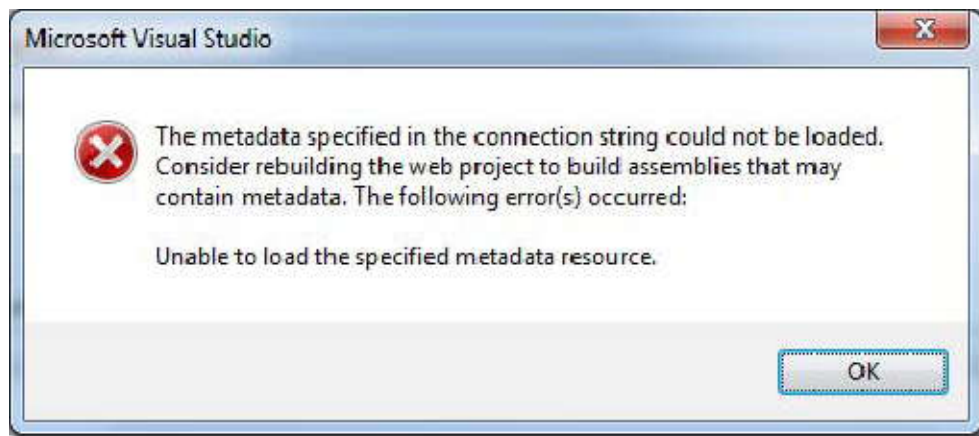 Microsoft Visual Studio
The metadata specified in the connection string could not be loaded.
Consider rebuilding the web project to build assemblies that may
contain metadata. The following error(s) occurred:
Unable to load the specified metadata resource.
OK